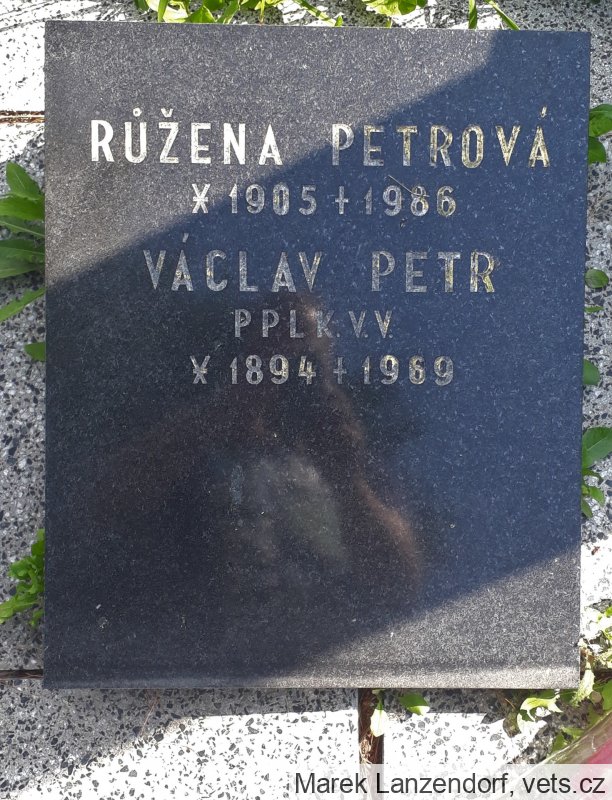 RŮŽENA PETROVÁ
* 1905 + 1986
VÁCLAV PETR
PPLK. V. V.
* 1894 + 1969
Marek Lanzendorf, vets.cz